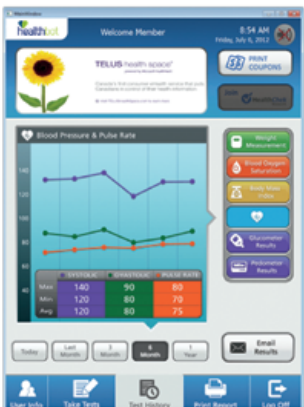 healthbot
Welcome Member
8:54 AM
Friday, July 6, 2012
TELUS health space
PRINT
COUPONS
Blood Pressure & Pulse Rate
140
120
100
80
60
40
SYSTOLIC
DIASTOLIC
PULSE RATE
Max 140 90 80
Min 120 80 70
Avg 120 80 75
Weight
Measurement
Blood Oxygen
Saturation
Body Mass
Index
Glucometer
Results
Pedometer
Results
Today
Last
Month
3
Month
6
Month
1
Year
Email
Results
User Info
Take Tests
Test History
Print Report
Log Off